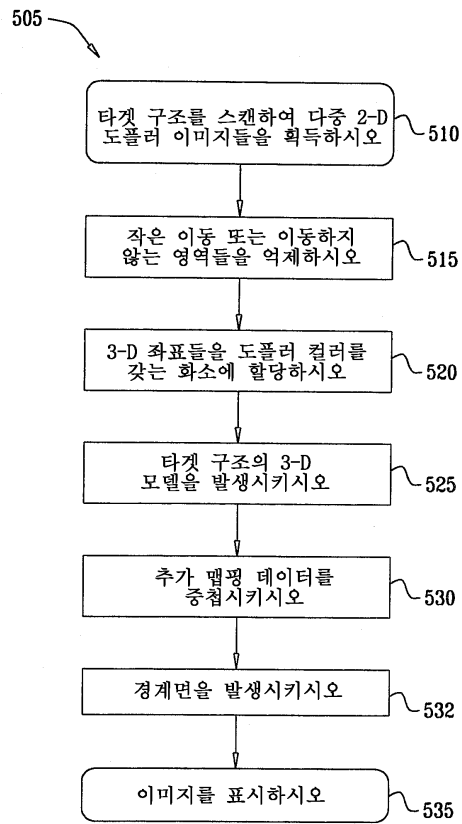 505
타겟 구조를 스캔하여 다중 2-D
도플러 이미지들을 획득하시오
510
작은 이동 또는 이동하지
않는 영역들을 억제하시오
515
3-D 좌표들을 도플러 컬러를
갖는 화소에 할당하시오
520
타겟 구조의 3-D
모델을 발생시키시오
525
추가 맵핑 데이터를
중첩시키시오
530
경계면을 발생시키시오
532
이미지를 표시하시오
535